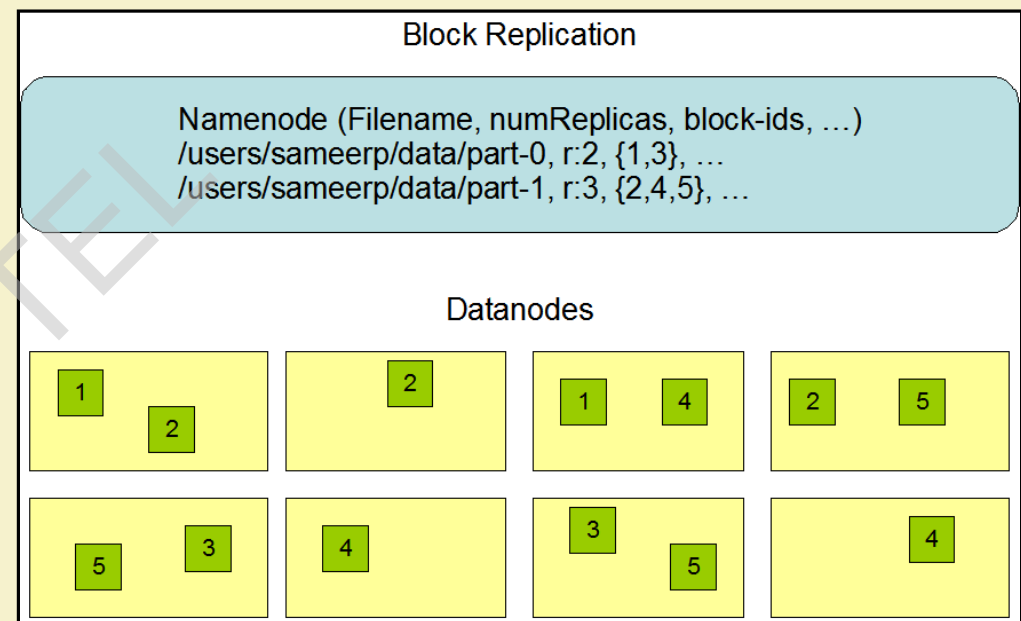 Block Replication
Namenode (Filename, numReplicas, block-ids, …)
/users/sameerp/data/part-0, r:2, {1,3}, …
/users/sameerp/data/part-1, r:3, {2,4,5}, …
TEL
Datanodes
1
2
2
1 4
2 5
5 3
4
3
5
4